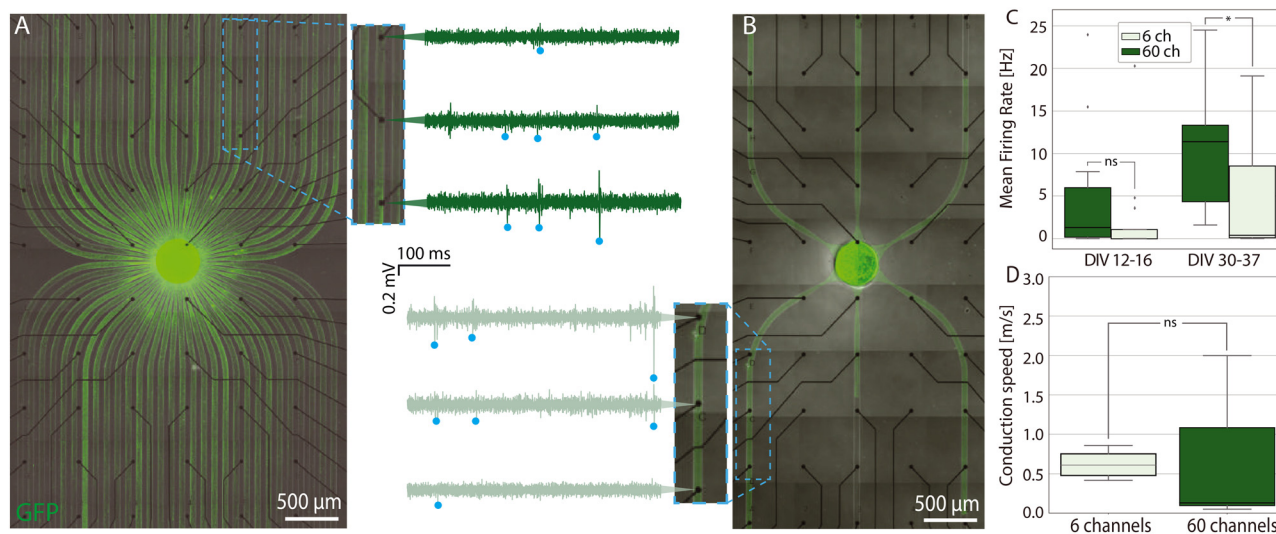 A
GFP
500 µm
100 ms
0.2 mV
D
C
B
500 µm
C
Mean Firing Rate [Hz]
25
20
15
10
5
0
6 ch
60 ch
*
ns
DIV 12-16
DIV 30-37
D
Conduction speed [m/s]
3.0
2.5
2.0
1.5
1.0
0.5
0.0
ns
6 channels
60 channels